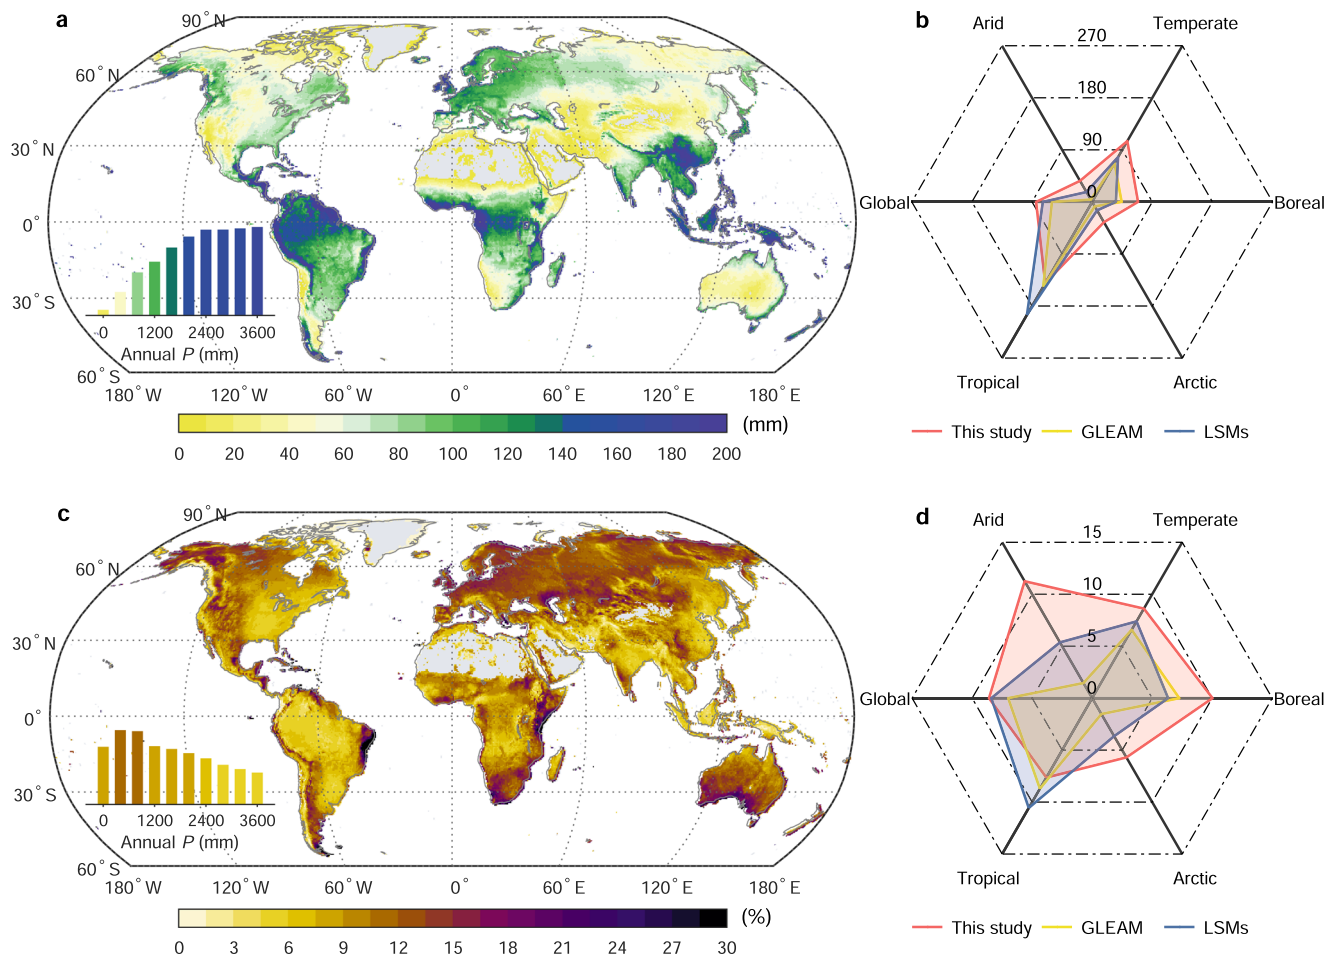 a
90°N
60°N
30°N
0°
30°S
60°S
0 1200 2400 3600
Annual P (mm)
180°W 120°W 60°W 0° 60°E 120°E 180°E
(mm)
0 20 40 60 80 100 120 140 160 180 200
b
Arid Temperate
270
180
90
0
Global Boreal
Tropical Arctic
This study GLEAM LSMs
c
90°N
60°N
30°N
0°
30°S
60°S
0 1200 2400 3600
Annual P (mm)
180°W 120°W 60°W 0° 60°E 120°E 180°E
(%)
0 3 6 9 12 15 18 21 24 27 30
d
Arid Temperate
15
10
5
0
Global Boreal
Tropical Arctic
This study GLEAM LSMs